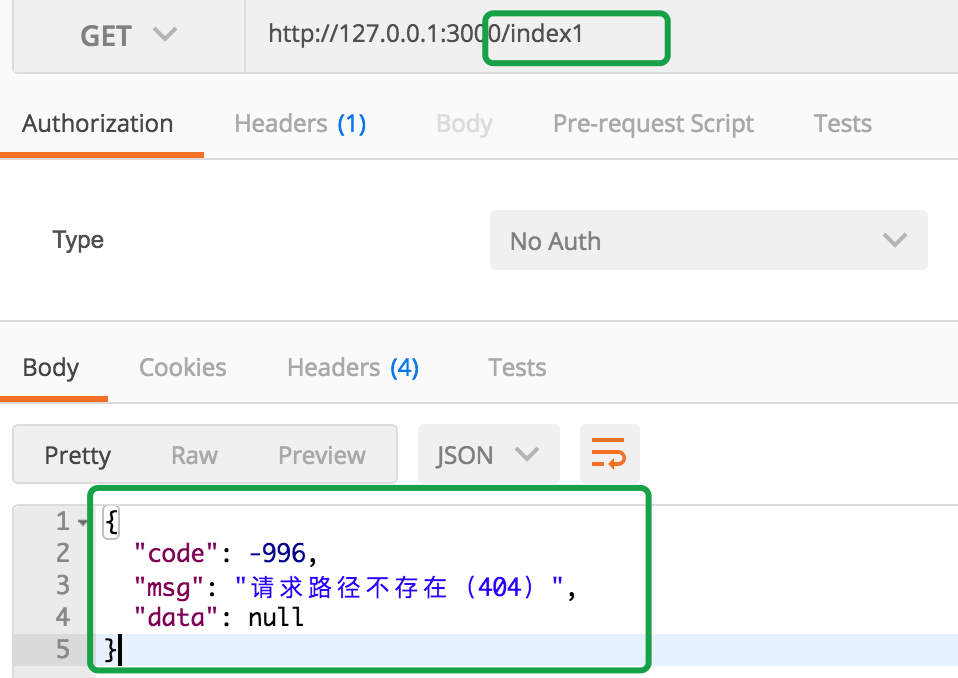 GET http://127.0.0.1:3000/index1
Authorization Headers (1) Body Pre-request Script Tests
Type No Auth
Body Cookies Headers (4) Tests
Pretty Raw Preview JSON
1 {
2 "code": -996,
3 "msg": "请求路径不存在（404）",
4 "data": null
5 }